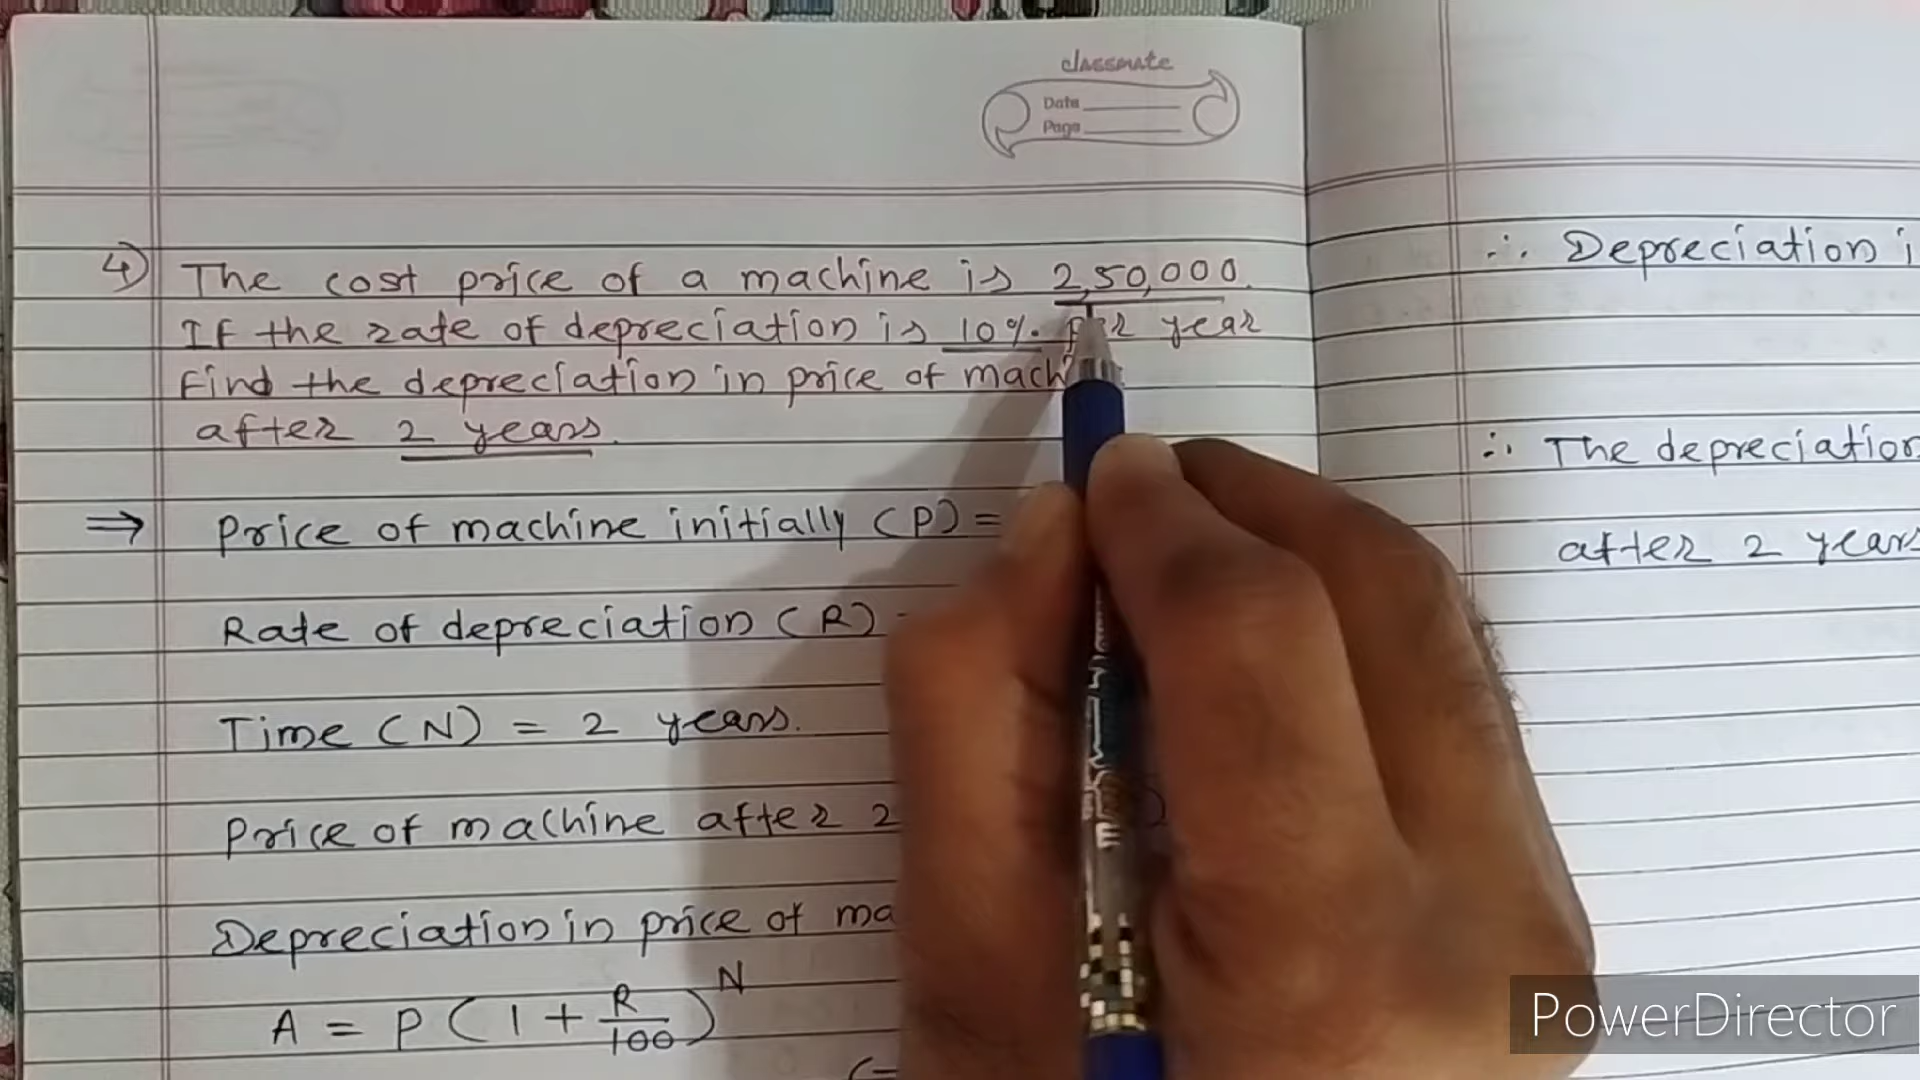 classmate
Date
Page
4) The cost price of a machine is 2,50,000.
If the rate of depreciation is 10% per year
Find the depreciation in price of
after 2 years.
⇒ Price of machine initially (P) =
Rate of depreciation (R)
Time (N) = 2 years.
Price of machine after 2
Depreciation in price of
A = P (1 + R/100)^N
∴ Depreciation
∴ The depreciation
after 2 years
PowerDirector